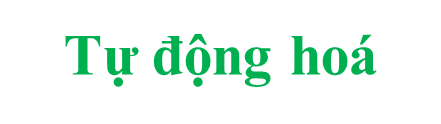 Tự động hoá